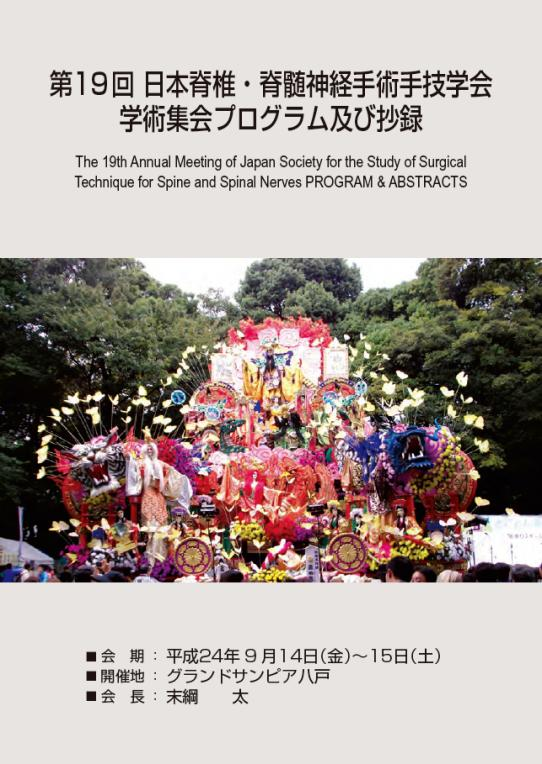 第19回 日本脊椎・脊髄神経手術手技学会
学術集会プログラム及び抄録
The 19th Annual Meeting of Japan Society for the Study of Surgical
Technique for Spine and Spinal Nerves PROGRAM & ABSTRACTS
■会　期：平成24年9月14日(金)～15日(土)
■開催地：グランドサンピア八戸
■会　長：末綱　　太